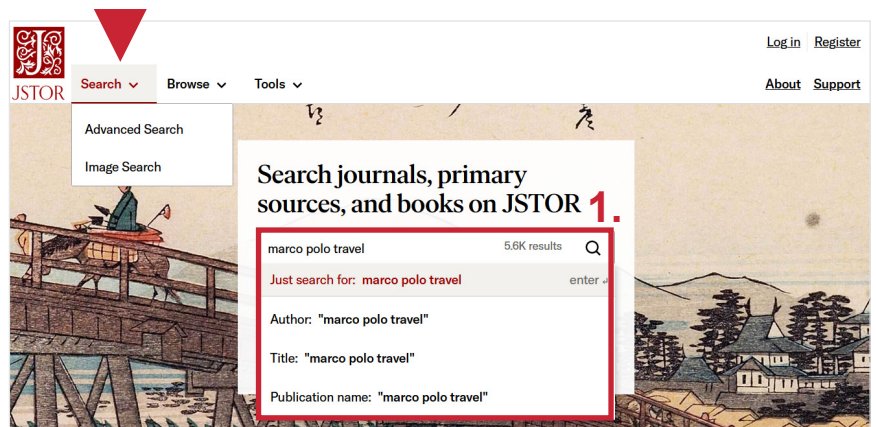 Log in Register
JSTOR
Search Browse Tools
About Support
Advanced Search
Image Search
Search journals, primary
sources, and books on JSTOR
1.
marco polo travel 5.6K results
Just search for: marco polo travel enter
Author: "marco polo travel"
Title: "marco polo travel"
Publication name: "marco polo travel"